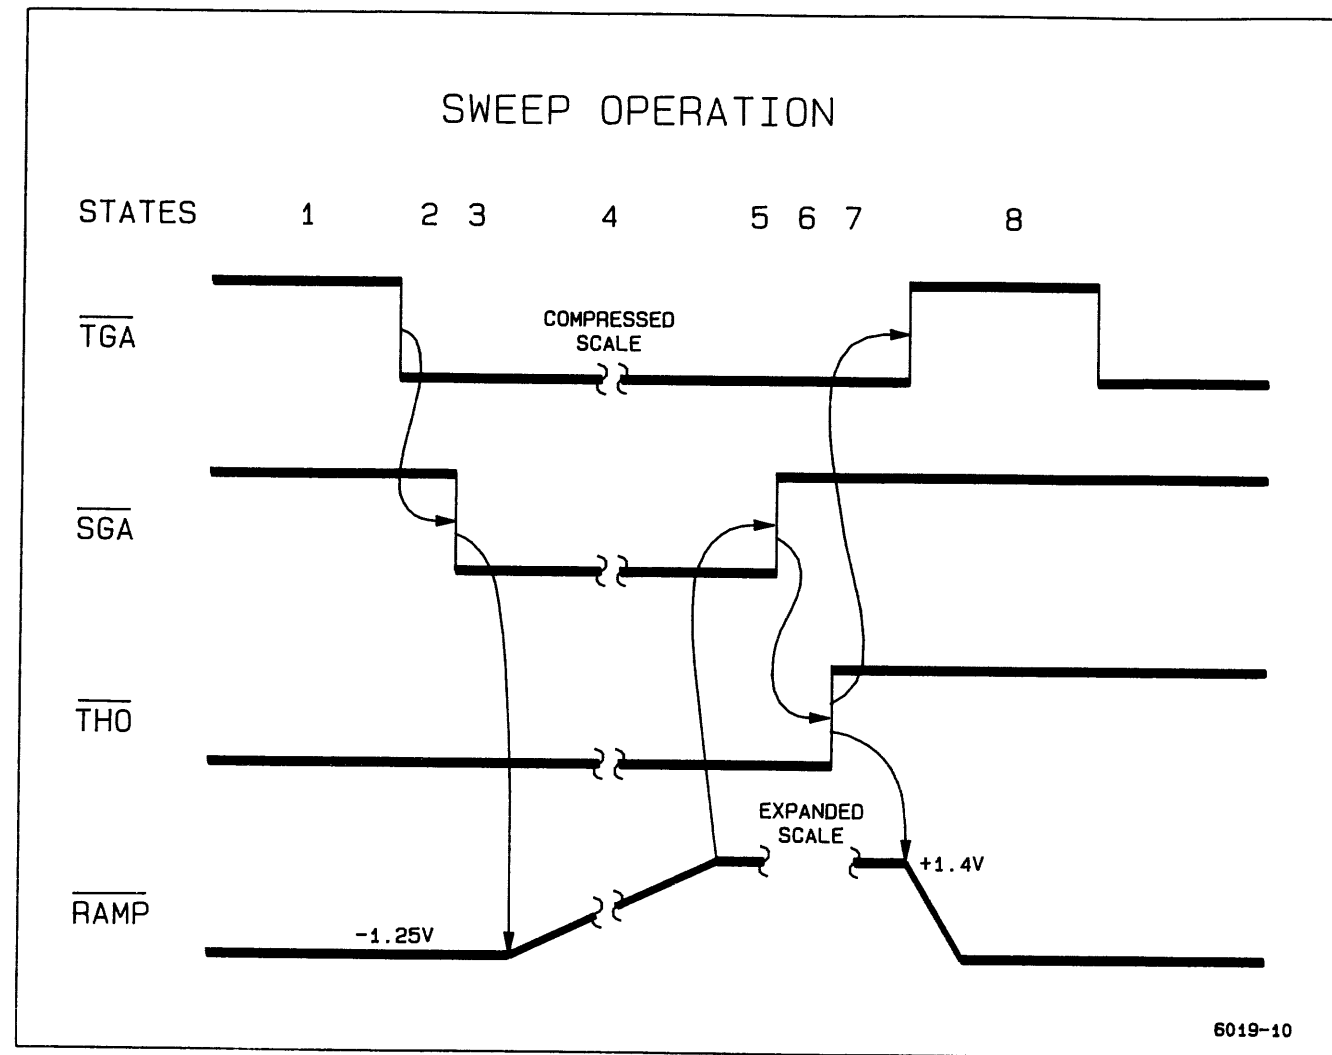 SWEEP OPERATION
STATES 1 2 3 4 5 6 7 8
TGA
COMPRESSED
SCALE
SGA
THO
EXPANDED
SCALE
+1.4V
RAMP
-1.25V
6019-10